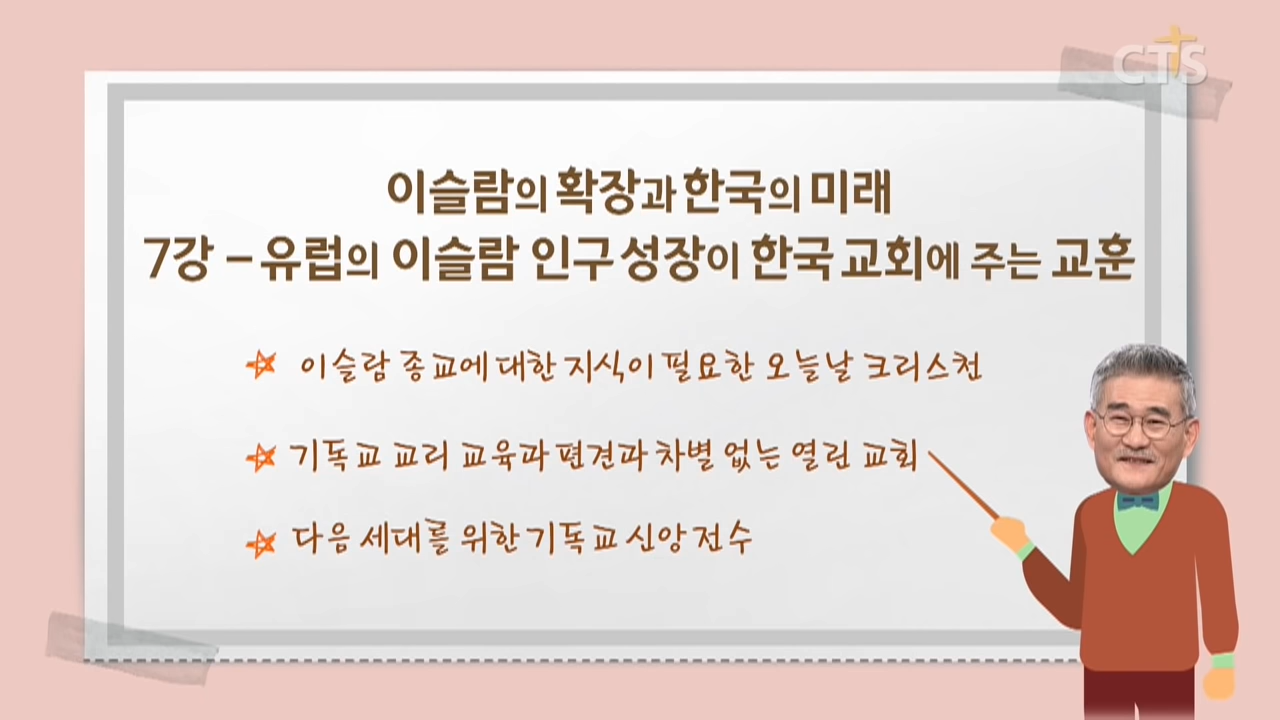 CTS
이슬람의 확장과 한국의 미래
7강 – 유럽의 이슬람 인구 성장이 한국 교회에 주는 교훈
이슬람 종교에 대한 지식이 필요한 오늘날 크리스천
기독교 교리 교육과 편견과 차별 없는 열린 교회
다음 세대를 위한 기독교 신앙 전수